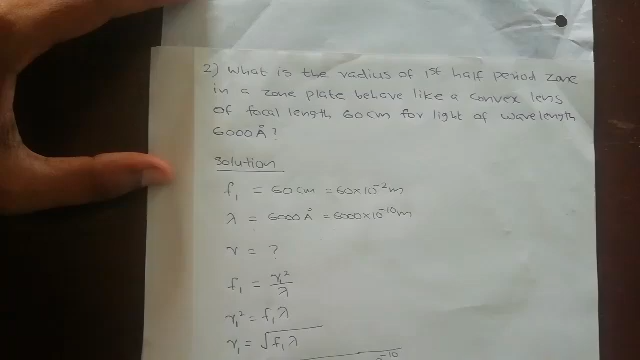 2) What is the radius of 1st half period zone
in a zone plate behave like a convex lens
of focal length 60cm for light of wavelength
6000Å?
Solution
f₁ = 60cm = 60×10⁻²m
λ = 6000Å = 6000×10⁻¹⁰m
r = ?
f₁ = r₁²/λ
r₁² = f₁λ
r₁ = √f₁λ